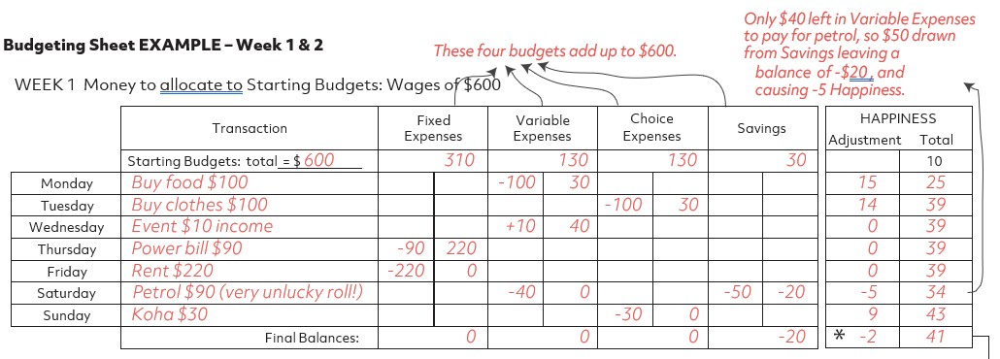 Only $40 left in Variable Expenses
to pay for petrol, so $50 drawn
from Savings leaving a
balance of -$20, and
causing -5 Happiness.
Budgeting Sheet EXAMPLE – Week 1 & 2
These four budgets add up to $600.
WEEK 1 Money to allocate to Starting Budgets: Wages of $600
Transaction Fixed Expenses Variable Expenses Choice Expenses Savings HAPPINESS
Adjustment Total
Starting Budgets: total = $ 600 310 130 130 30 10
Monday Buy food $100 -100 30 15 25
Tuesday Buy clothes $100 -100 30 14 39
Wednesday Event $10 income +10 40 0 39
Thursday Power bill $90 -90 220 0 39
Friday Rent $220 -220 0 0 39
Saturday Petrol $90 (very unlucky roll!) -40 0 -50 -20 -5 34
Sunday Koha $30 -30 0 9 43
Final Balances: 0 0 0 -20 * -2 41